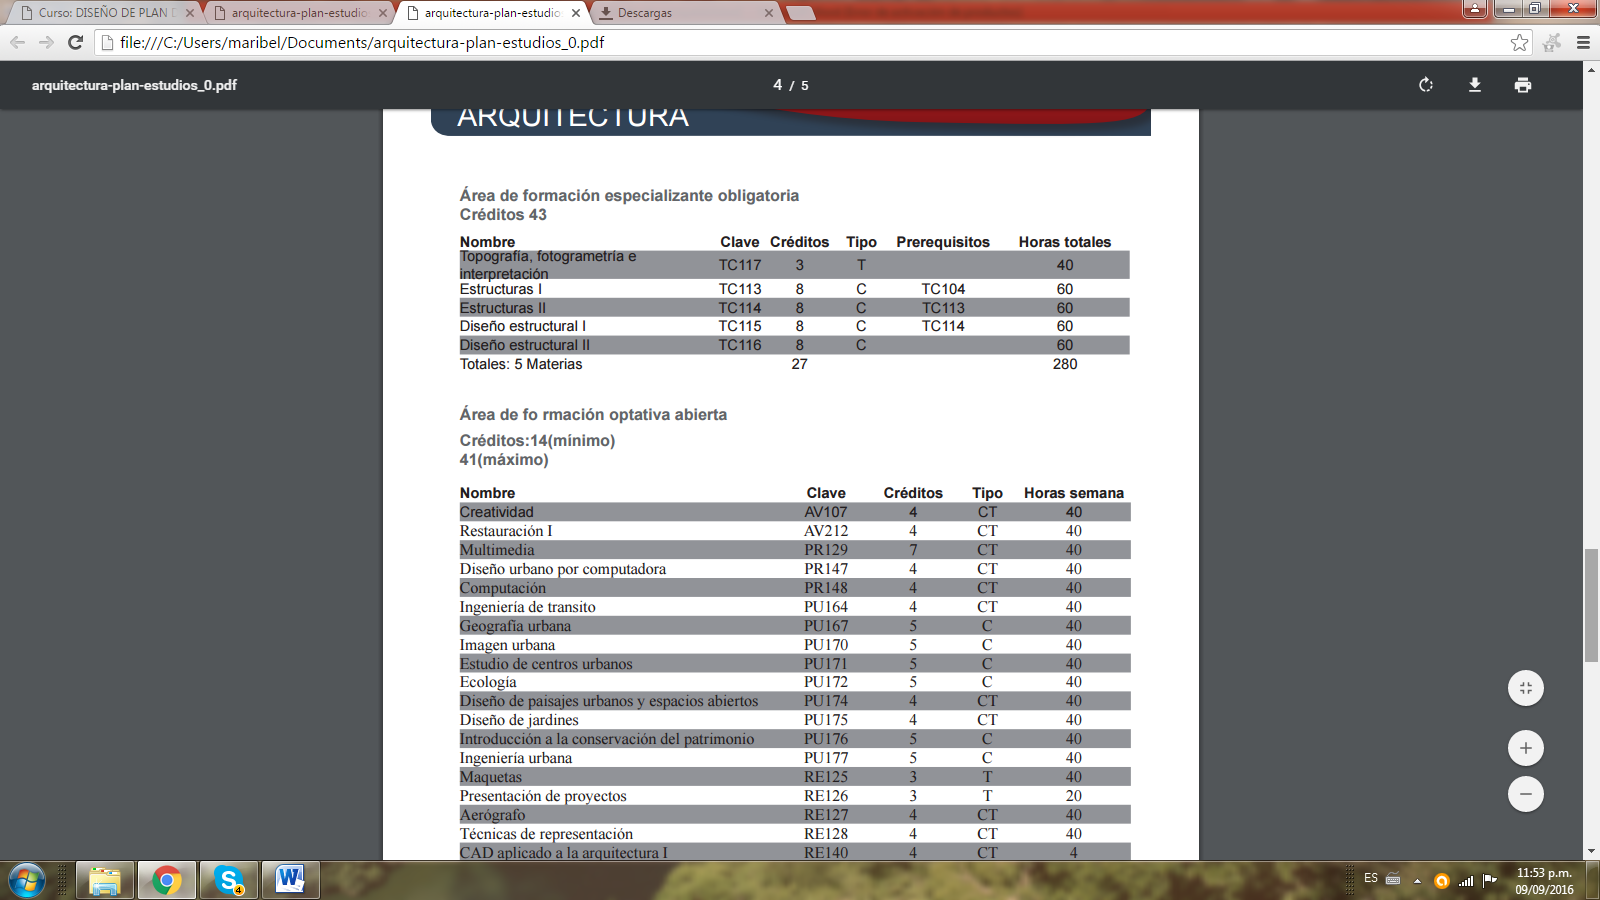 Curso: DISEÑO DE PLAN D
arquitectura-plan-estudio
arquitectura-plan-estudio
Descargas
file:///C:/Users/maribel/Documents/arquitectura-plan-estudios_0.pdf
arquitectura-plan-estudios_0.pdf
4 / 5
ARQUITECTURA
Área de formación especializante obligatoria
Créditos 43
Nombre Clave Créditos Tipo Prerequisitos Horas totales
Topografía, fotogrametría e
interpretación TC117 3 T 40
Estructuras I TC113 8 C TC104 60
Estructuras II TC114 8 C TC113 60
Diseño estructural I TC115 8 C TC114 60
Diseño estructural II TC116 8 C 60
Totales: 5 Materias 27 280
Área de fo rmación optativa abierta
Créditos:14(mínimo)
41(máximo)
Nombre Clave Créditos Tipo Horas semana
Creatividad AV107 4 CT 40
Restauración I AV212 4 CT 40
Multimedia PR129 7 CT 40
Diseño urbano por computadora PR147 4 CT 40
Computación PR148 4 CT 40
Ingeniería de transito PU164 4 CT 40
Geografía urbana PU167 5 C 40
Imagen urbana PU170 5 C 40
Estudio de centros urbanos PU171 5 C 40
Ecología PU172 5 C 40
Diseño de paisajes urbanos y espacios abiertos PU174 4 CT 40
Diseño de jardines PU175 4 CT 40
Introducción a la conservación del patrimonio PU176 5 C 40
Ingeniería urbana PU177 5 C 40
Maquetas RE125 3 T 40
Presentación de proyectos RE126 3 T 20
Aerógrafo RE127 4 CT 40
Técnicas de representación RE128 4 CT 40
CAD aplicado a la arquitectura I RE140 4 CT 4
4
ES
11:53 p.m.
09/09/2016